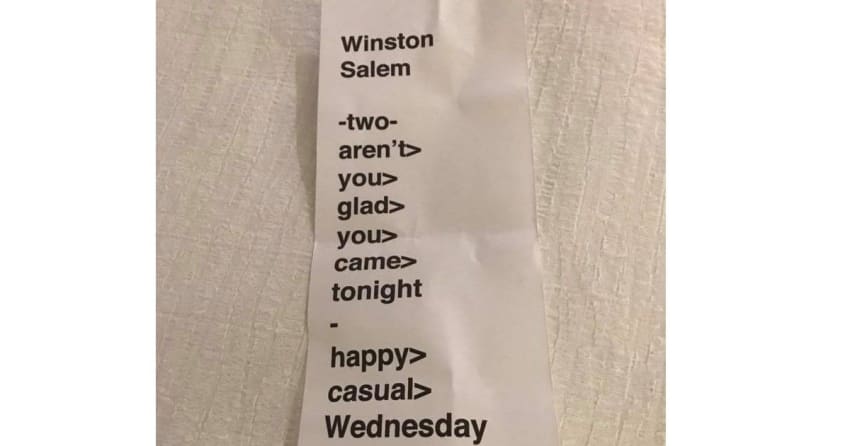 Winston
Salem
-two-
aren't>
you>
glad>
you>
came>
tonight
-
happy>
casual>
Wednesday